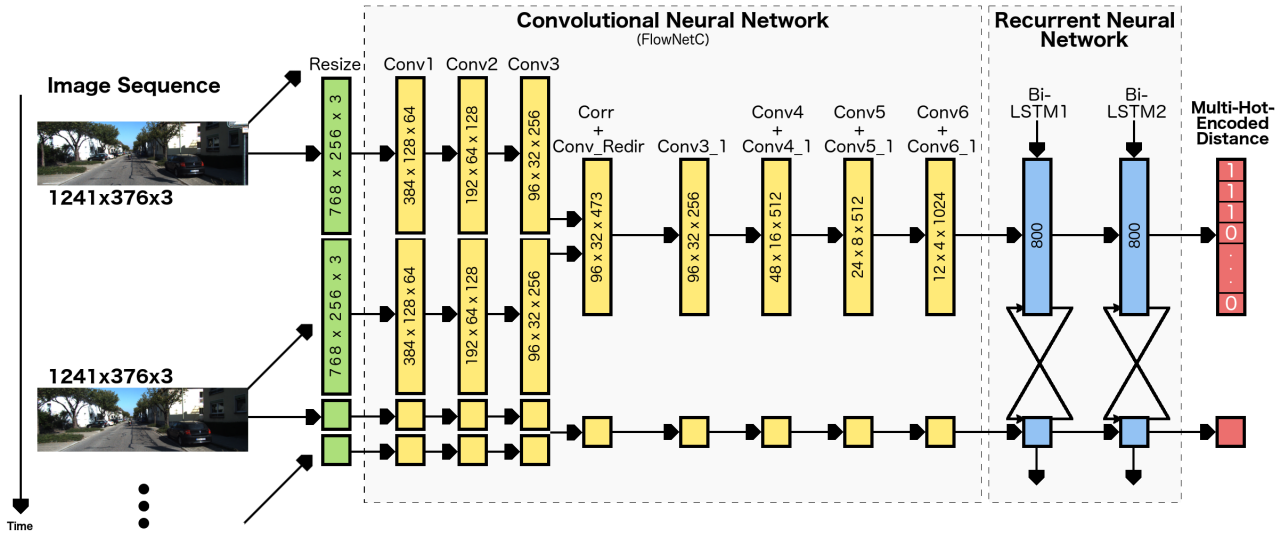 Convolutional Neural Network
(FlowNetC)
Recurrent Neural
Network
Image Sequence
Resize
Conv1
Conv2
Conv3
Corr
+
Conv_Redir
Conv3_1
Conv4
+
Conv4_1
Conv5
+
Conv5_1
Conv6
+
Conv6_1
Bi-
LSTM1
Bi-
LSTM2
Multi-Hot-
Encoded
Distance
1241x376x3
768 x 256 x 3
384 x 128 x 64
192 x 64 x 128
96 x 32 x 256
96 x 32 x 473
96 x 32 x 256
48 x 16 x 512
24 x 8 x 512
12 x 4 x 1024
800
800
1
1
1
0
.
.
.
0
768 x 256 x 3
384 x 128 x 64
192 x 64 x 128
96 x 32 x 256
1241x376x3
Time